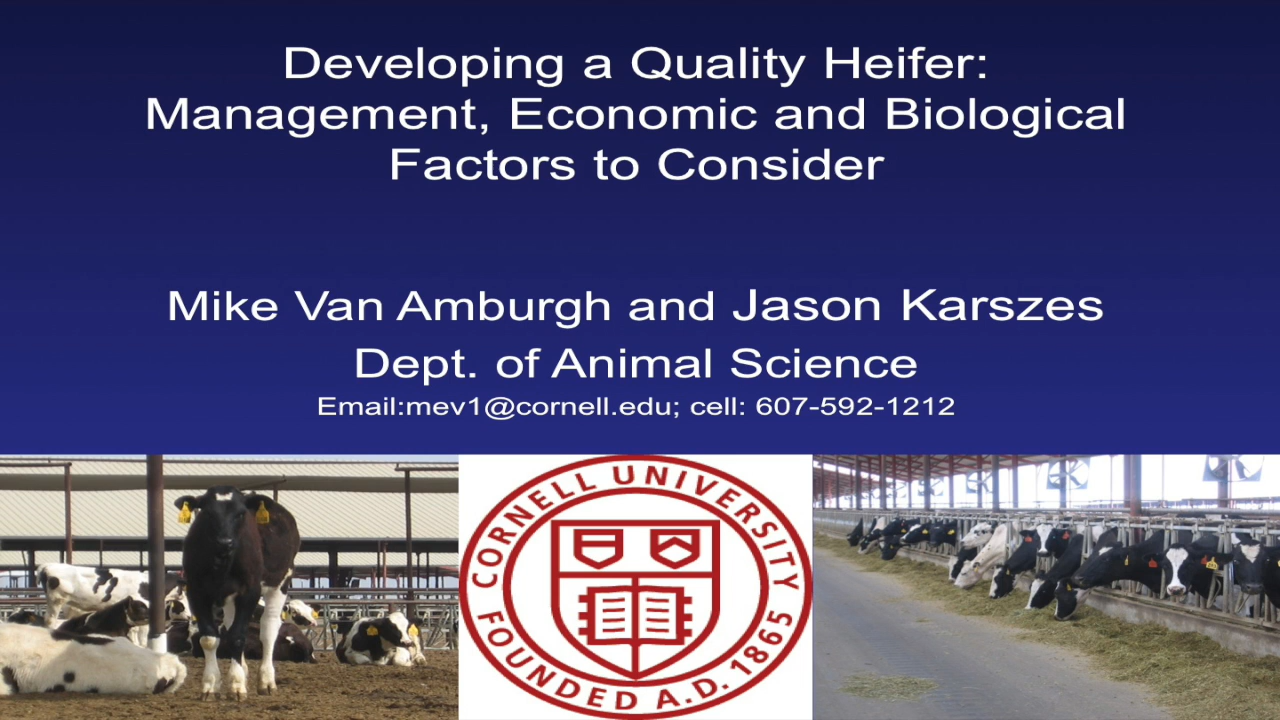 Developing a Quality Heifer:
Management, Economic and Biological
Factors to Consider
Mike Van Amburgh and Jason Karszes
Dept. of Animal Science
Email:mev1@cornell.edu; cell: 607-592-1212
CORNELL UNIVERSITY
FOUNDED A.D. 1865